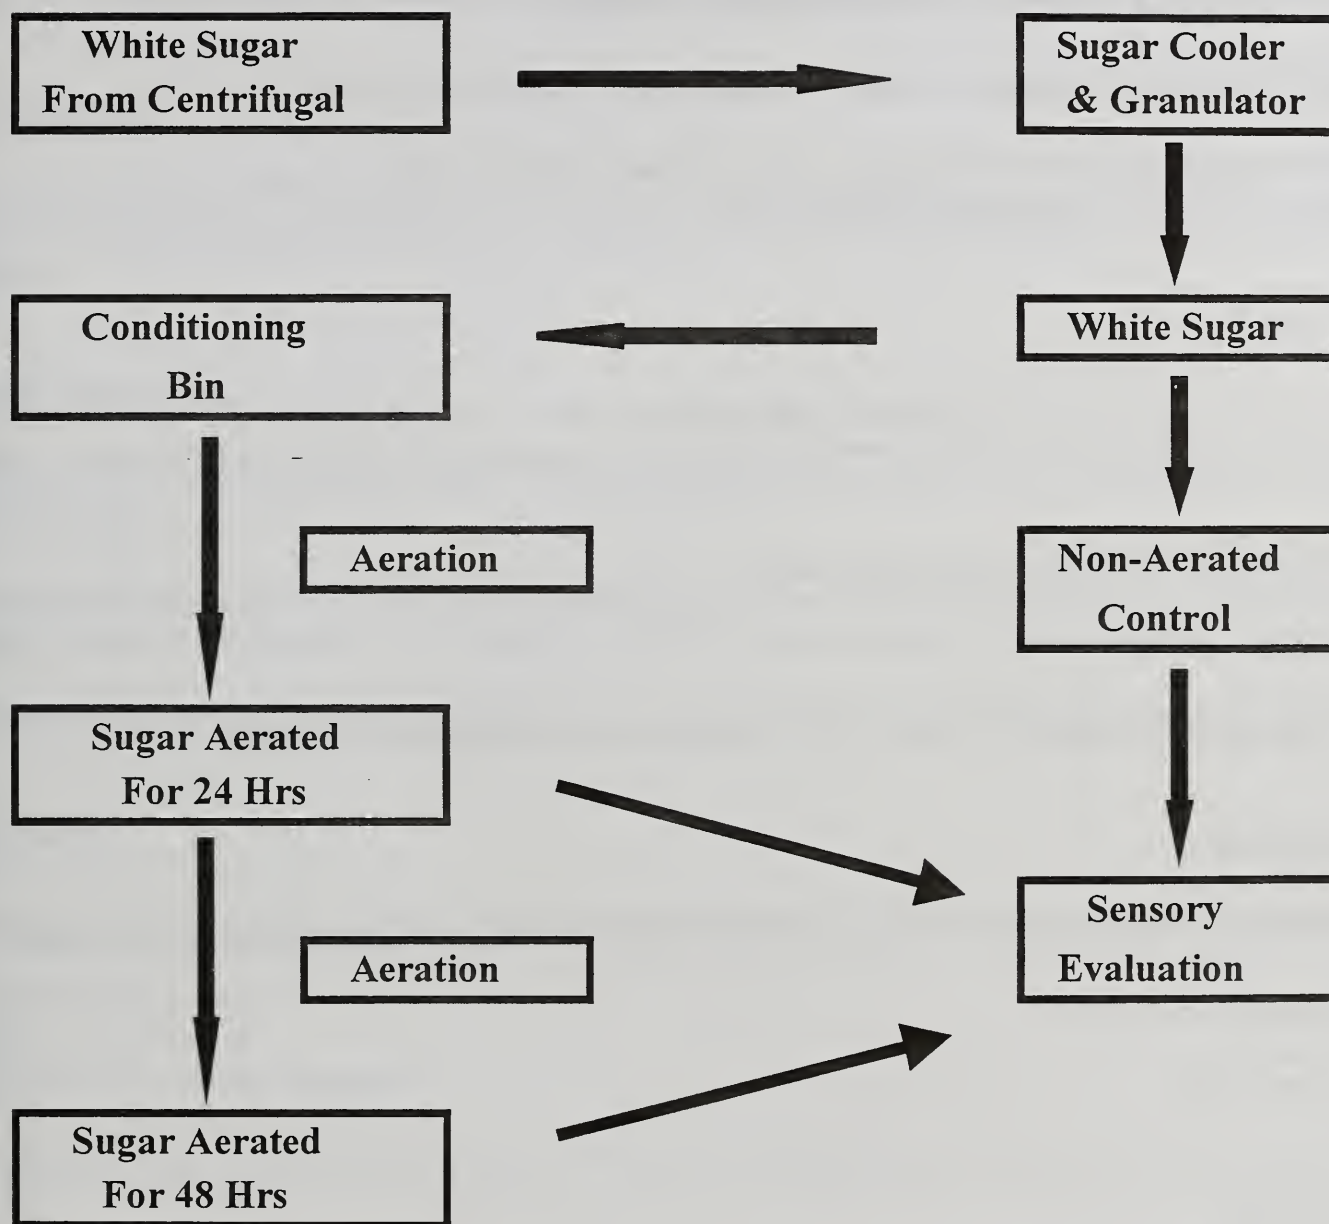 White Sugar
From Centrifugal
Sugar Cooler
& Granulator
White Sugar
Conditioning
Bin
Aeration
Non-Aerated
Control
Sugar Aerated
For 24 Hrs
Sensory
Evaluation
Aeration
Sugar Aerated
For 48 Hrs